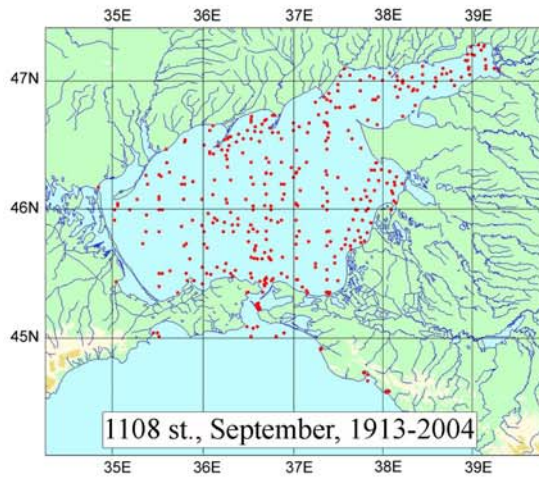 35E 36E 37E 38E 39E
47N
46N
45N
1108 st., September, 1913-2004
35E 36E 37E 38E 39E